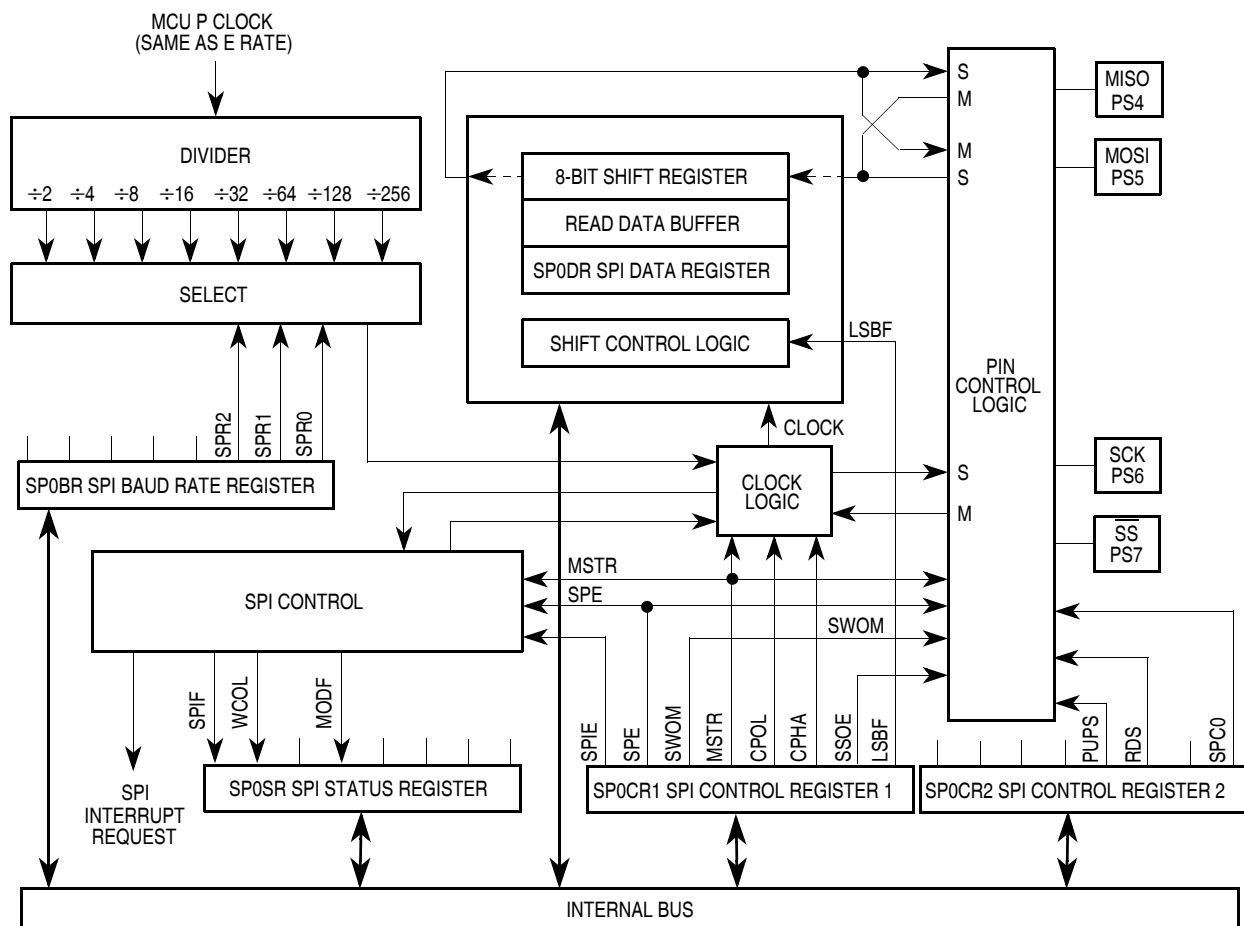 MCU P CLOCK
(SAME AS E RATE)
DIVIDER
÷2 ÷4 ÷8 ÷16 ÷32 ÷64 ÷128 ÷256
SELECT
SPR2
SPR1
SPR0
SP0BR SPI BAUD RATE REGISTER
8-BIT SHIFT REGISTER
READ DATA BUFFER
SP0DR SPI DATA REGISTER
SHIFT CONTROL LOGIC
LSBF
CLOCK
CLOCK
LOGIC
S
M
M
S
PIN
CONTROL
LOGIC
S
M
MISO
PS4
MOSI
PS5
SCK
PS6
SS
PS7
SPI CONTROL
MSTR
SPE
SWOM
SPIF
WCOL
MODF
SPI
INTERRUPT
REQUEST
SP0SR SPI STATUS REGISTER
SPIE
SPE
SWOM
MSTR
CPOL
CPHA
SSOE
LSBF
SP0CR1 SPI CONTROL REGISTER 1
PUPS
RDS
SPC0
SP0CR2 SPI CONTROL REGISTER 2
INTERNAL BUS